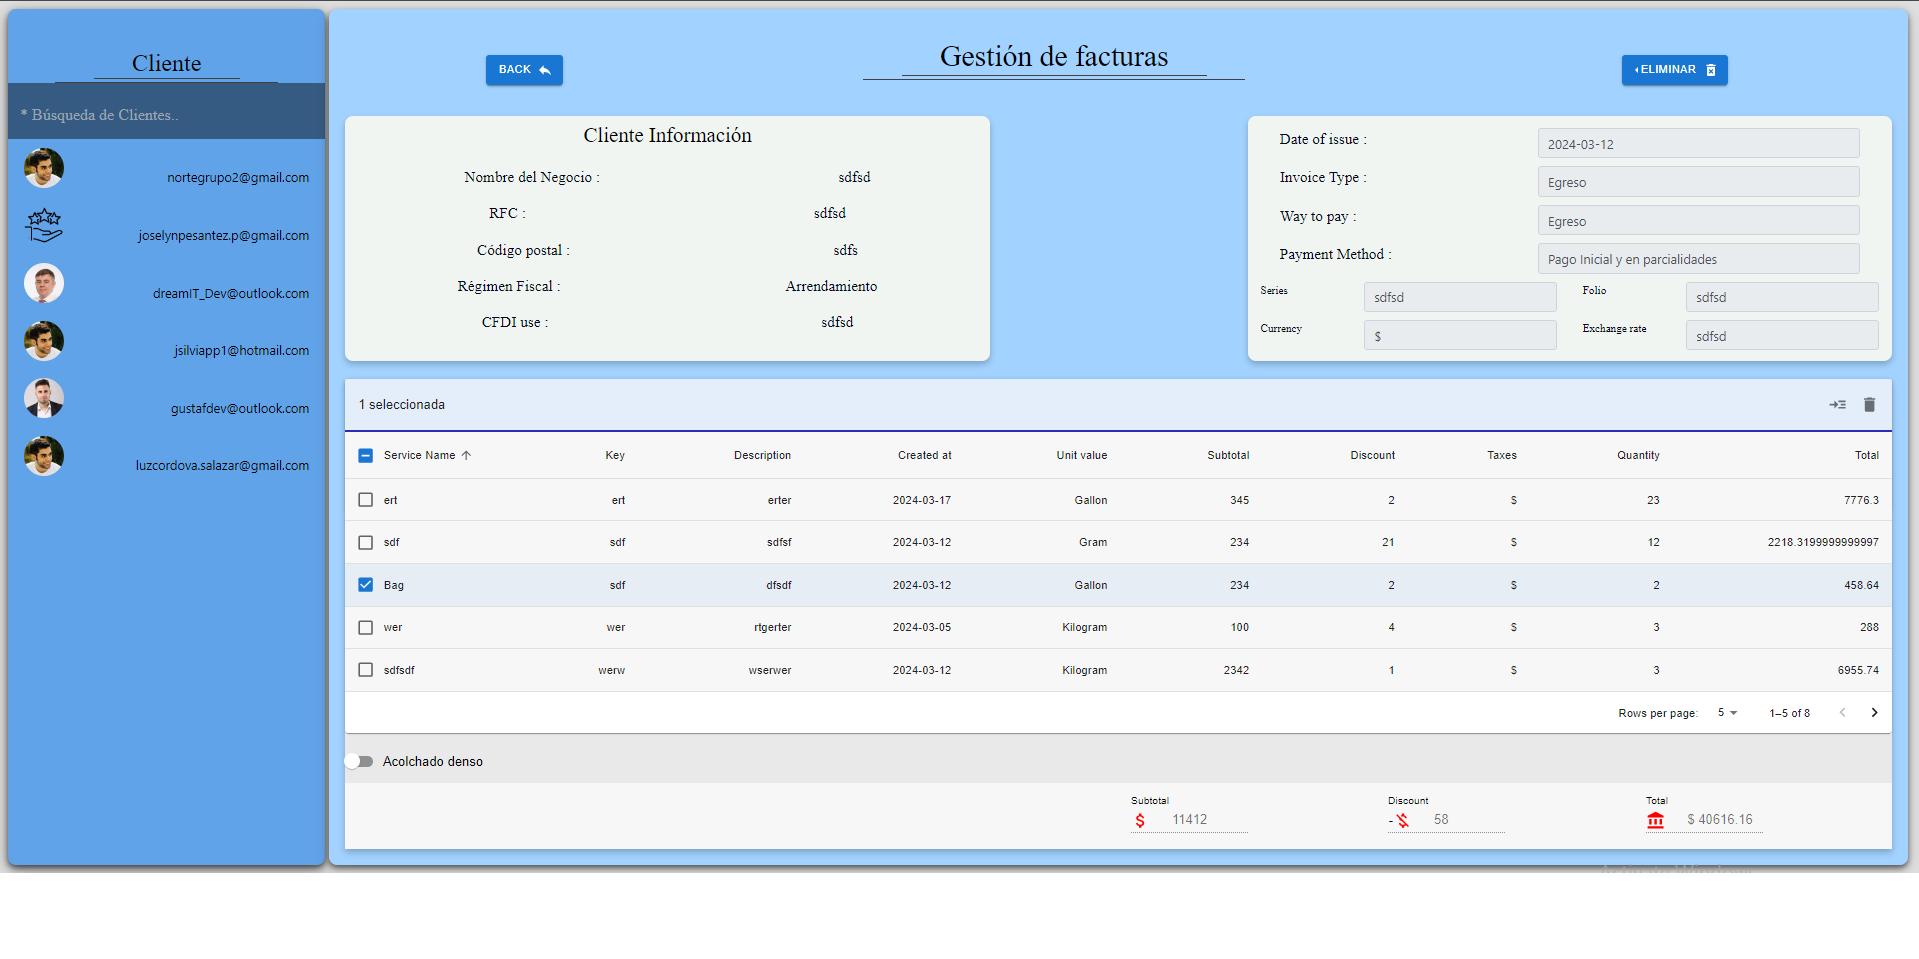 Cliente
* Búsqueda de Clientes..
nortegrupo2@gmail.com
joselynpesantez.p@gmail.com
dreamIT_Dev@outlook.com
jsilviapp1@hotmail.com
gustafdev@outlook.com
luzcordova.salazar@gmail.com
BACK
Gestión de facturas
ELIMINAR
Cliente Información
Nombre del Negocio : sdfsd
RFC : sdfsd
Código postal : sdfs
Régimen Fiscal : Arrendamiento
CFDI use : sdfsd
Date of issue : 2024-03-12
Invoice Type : Egreso
Way to pay : Egreso
Payment Method : Pago Inicial y en parcialidades
Series sdfsd Folio sdfsd
Currency $ Exchange rate sdfsd
1 seleccionada
Service Name Key Description Created at Unit value Subtotal Discount Taxes Quantity Total
ert ert erter 2024-03-17 Gallon 345 2 $ 23 7776.3
sdf sdf sdfsf 2024-03-12 Gram 234 21 $ 12 2218.3199999999997
Bag sdf dfsdf 2024-03-12 Gallon 234 2 $ 2 458.64
wer wer rtgerter 2024-03-05 Kilogram 100 4 $ 3 288
sdfsdf werw wserwer 2024-03-12 Kilogram 2342 1 $ 3 6955.74
Rows per page: 5 1–5 of 8
Acolchado denso
Subtotal Discount Total
$ 11412 - 58 $ 40616.16